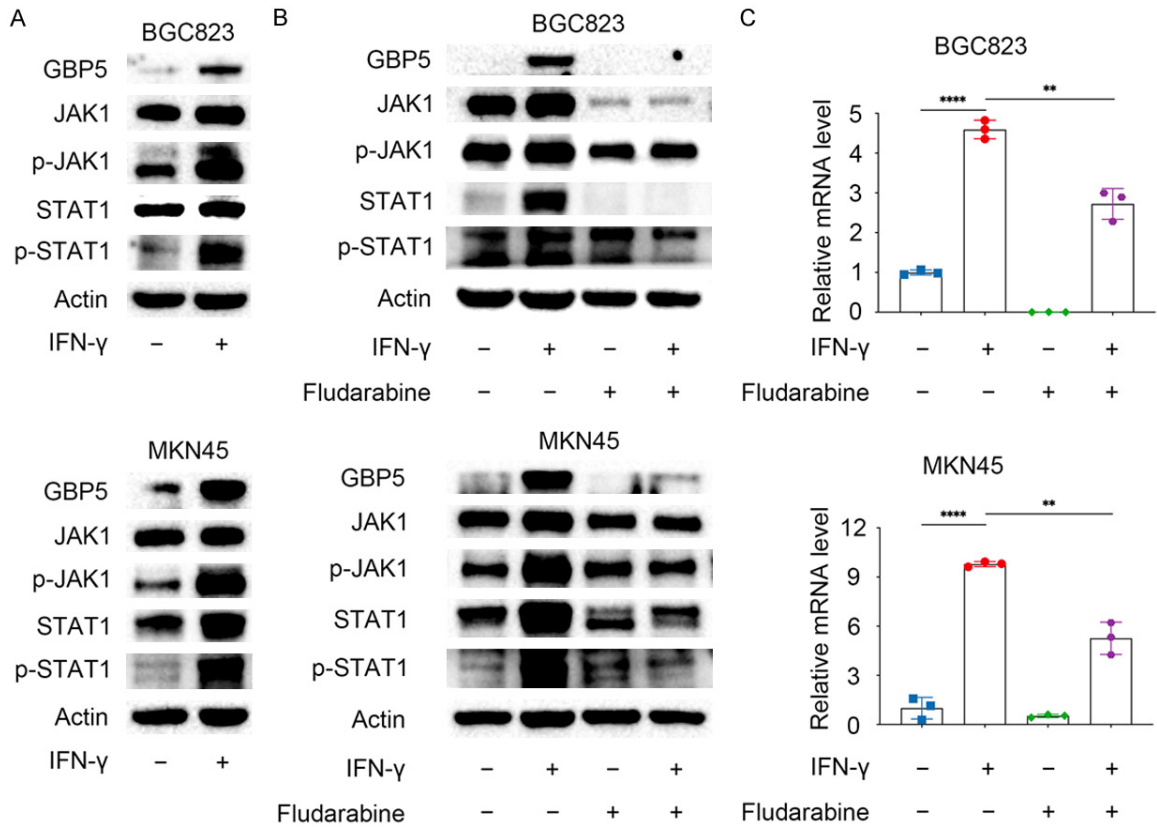 A
BGC823
GBP5
JAK1
p-JAK1
STAT1
p-STAT1
Actin
IFN-γ – +
MKN45
GBP5
JAK1
p-JAK1
STAT1
p-STAT1
Actin
IFN-γ – +
B
BGC823
GBP5
JAK1
p-JAK1
STAT1
p-STAT1
Actin
IFN-γ – + – +
Fludarabine – – + +
MKN45
GBP5
JAK1
p-JAK1
STAT1
p-STAT1
Actin
IFN-γ – + – +
Fludarabine – – + +
C
BGC823
**** **
Relative mRNA level
5
4
3
2
1
0
IFN-γ – + – +
Fludarabine – – + +
MKN45
**** **
Relative mRNA level
12
9
6
3
0
IFN-γ – + – +
Fludarabine – – + +